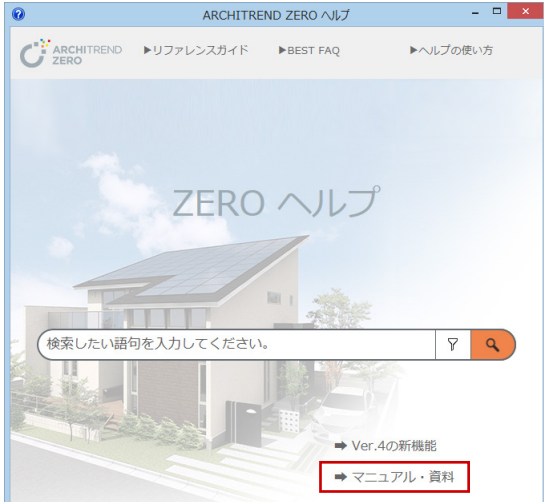 ARCHITREND ZERO ヘルプ
ARCHITREND
ZERO
▶リファレンスガイド
▶BEST FAQ
▶ヘルプの使い方
ZERO ヘルプ
検索したい語句を入力してください。
➡ Ver.4の新機能
➡ マニュアル・資料